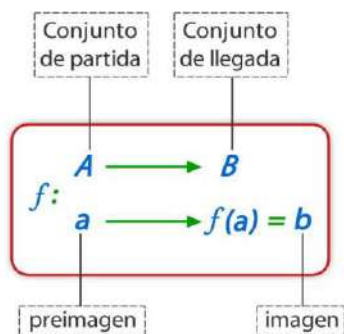 Conjunto
de partida
Conjunto
de llegada
A → B
f:
a → f(a) = b
preimagen
imagen